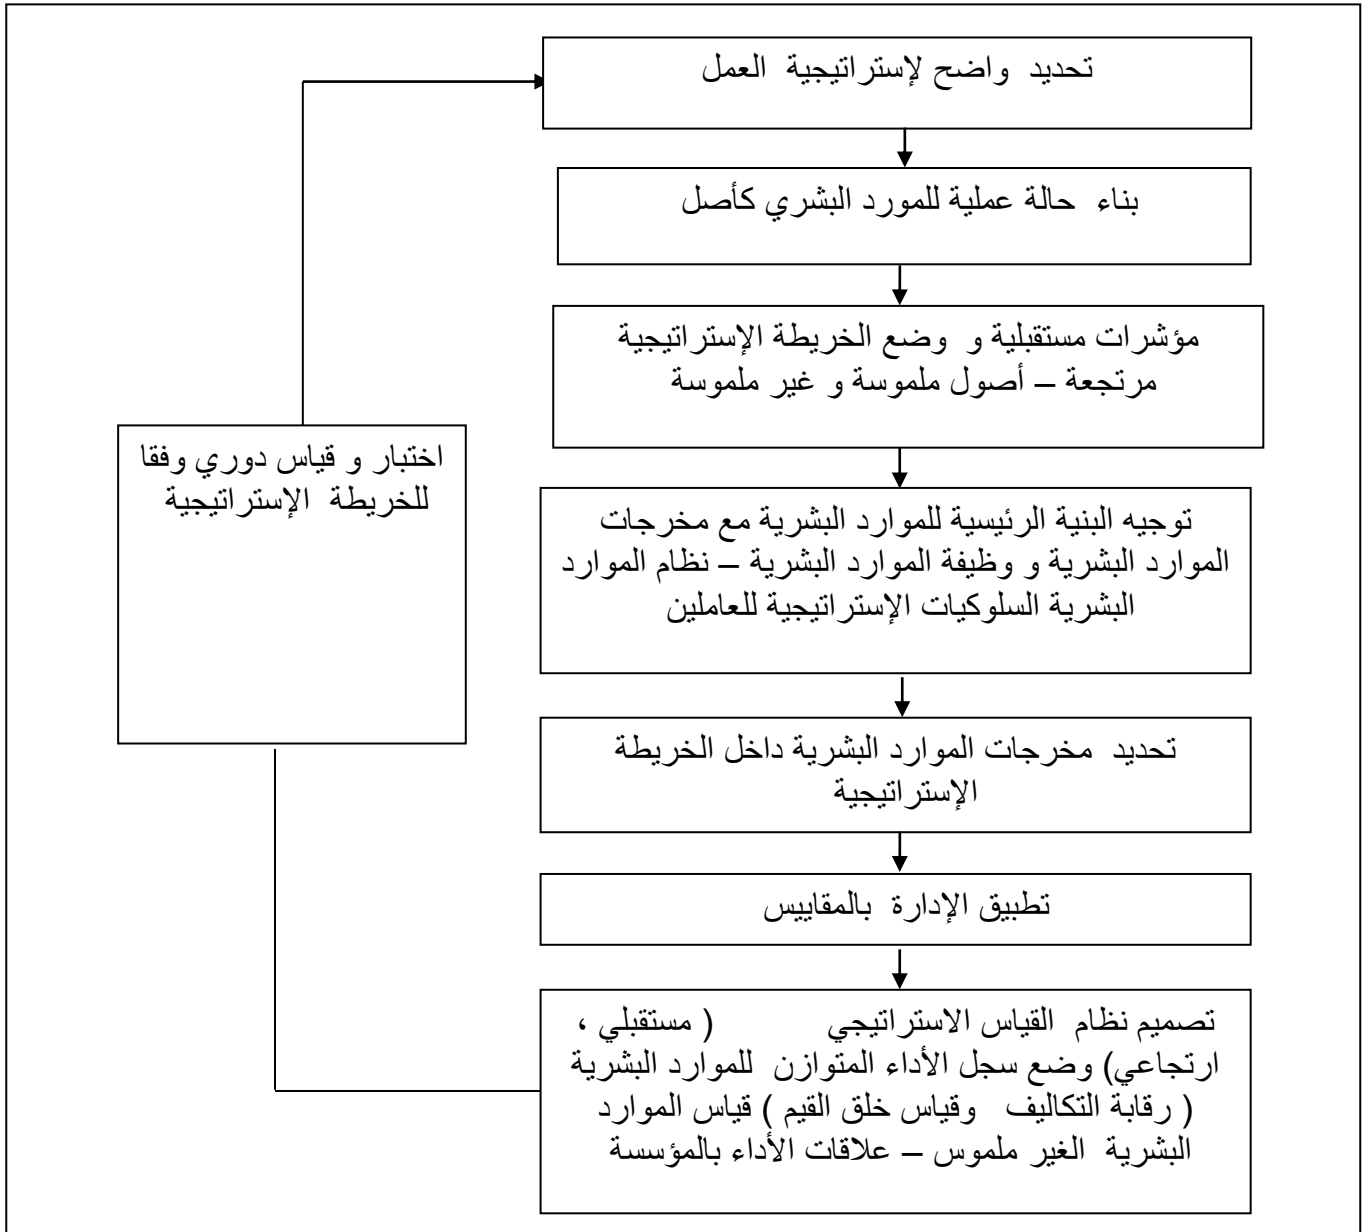 تحديد واضح لإستراتيجية العمل
بناء حالة عملية للمورد البشري كأصل
مؤشرات مستقبلية و وضع الخريطة الإستراتيجية
مرتجعة – أصول ملموسة و غير ملموسة
اختبار و قياس دوري وفقا
للخريطة الإستراتيجية
توجيه البنية الرئيسية للموارد البشرية مع مخرجات
الموارد البشرية و وظيفة الموارد البشرية – نظام الموارد
البشرية السلوكيات الإستراتيجية للعاملين
تحديد مخرجات الموارد البشرية داخل الخريطة
الإستراتيجية
تطبيق الإدارة بالمقاييس
تصميم نظام القياس الاستراتيجي ( مستقبلي ،
ارتجاعي) وضع سجل الأداء المتوازن للموارد البشرية
( رقابة التكاليف وقياس خلق القيم ) قياس الموارد
البشرية الغير ملموس – علاقات الأداء بالمؤسسة